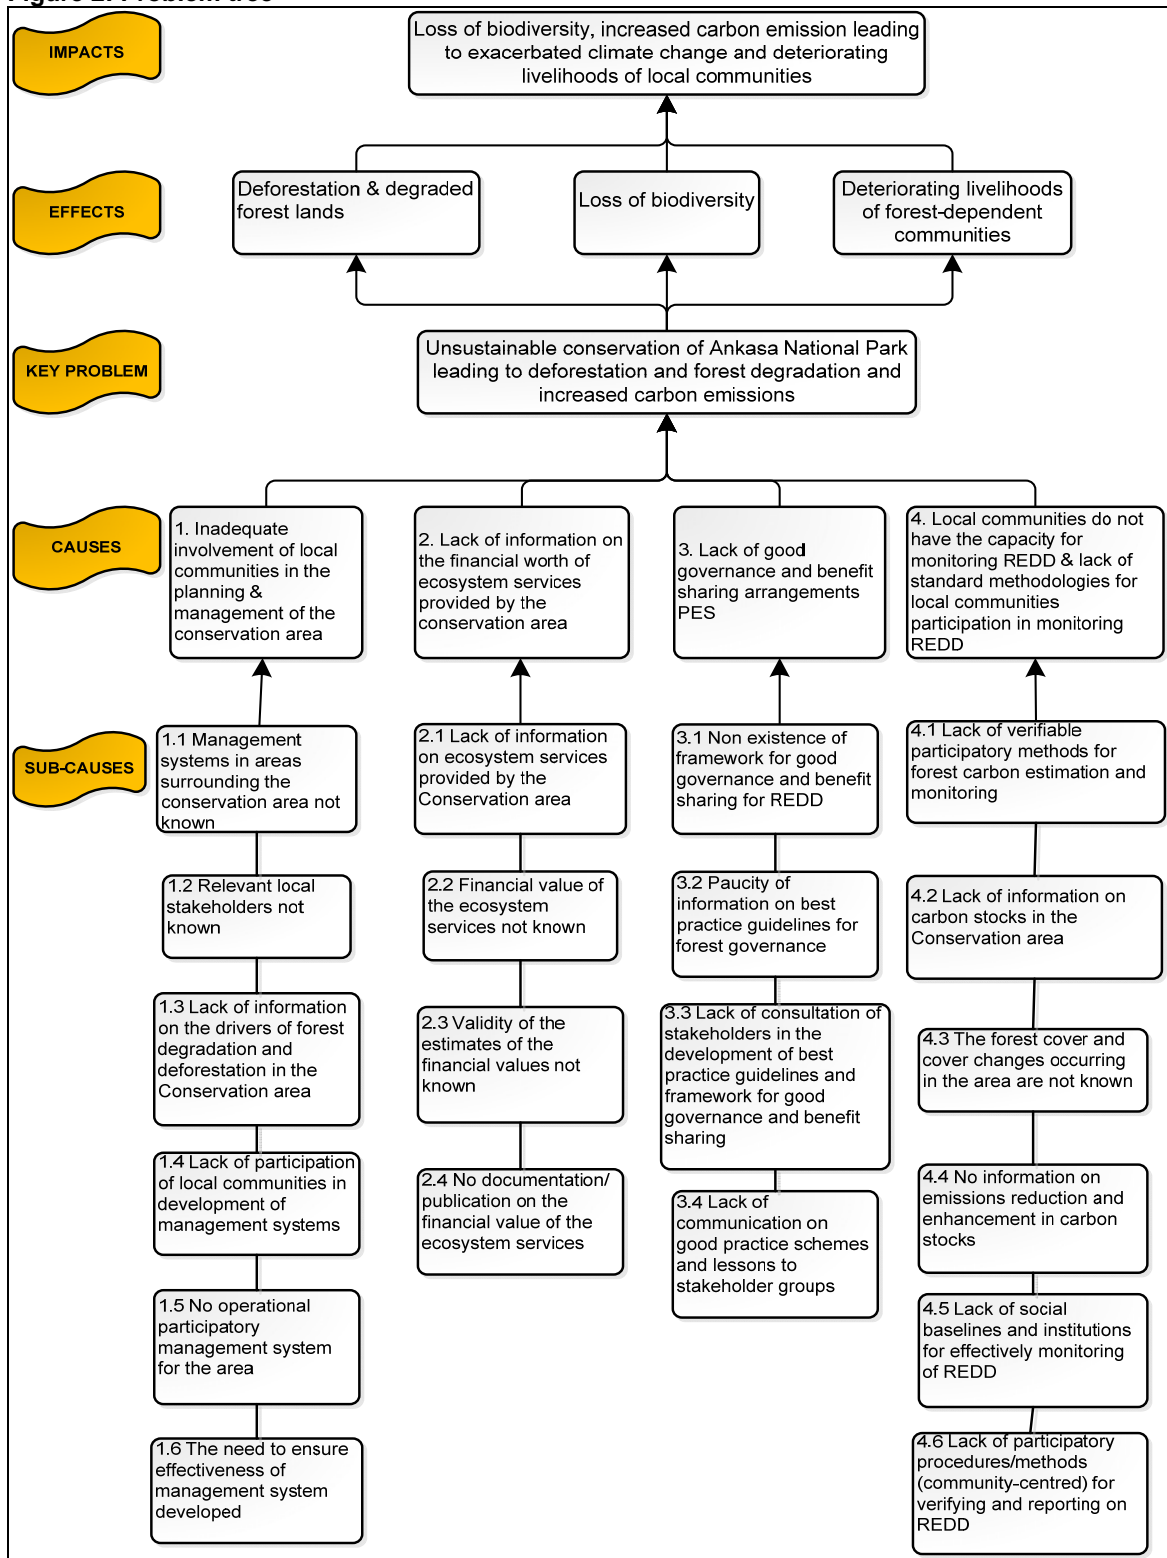 Figure 2: Problem tree
IMPACTS
Loss of biodiversity, increased carbon emission leading
to exacerbated climate change and deteriorating
livelihoods of local communities
EFFECTS
Deforestation & degraded
forest lands
Loss of biodiversity
Deteriorating livelihoods
of forest-dependent
communities
KEY PROBLEM
Unsustainable conservation of Ankasa National Park
leading to deforestation and forest degradation and
increased carbon emissions
CAUSES
1. Inadequate
involvement of local
communities in the
planning &
management of the
conservation area
2. Lack of information on
the financial worth of
ecosystem services
provided by the
conservation area
3. Lack of good
governance and benefit
sharing arrangements
PES
4. Local communities do not
have the capacity for
monitoring REDD & lack of
standard methodologies for
local communities
participation in monitoring
REDD
SUB-CAUSES
1.1 Management
systems in areas
surrounding the
conservation area not
known
1.2 Relevant local
stakeholders not
known
1.3 Lack of information
on the drivers of forest
degradation and
deforestation in the
Conservation area
1.4 Lack of participation
of local communities in
development of
management systems
1.5 No operational
participatory
management system
for the area
1.6 The need to ensure
effectiveness of
management system
developed
2.1 Lack of information
on ecosystem services
provided by the
Conservation area
2.2 Financial value of
the ecosystem
services not known
2.3 Validity of the
estimates of the
financial values not
known
2.4 No documentation/
publication on the
financial value of the
ecosystem services
3.1 Non existence of
framework for good
governance and benefit
sharing for REDD
3.2 Paucity of
information on best
practice guidelines for
forest governance
3.3 Lack of consultation of
stakeholders in the
development of best
practice guidelines and
framework for good
governance and benefit
sharing
3.4 Lack of
communication on
good practice schemes
and lessons to
stakeholder groups
4.1 Lack of verifiable
participatory methods for
forest carbon estimation and
monitoring
4.2 Lack of information on
carbon stocks in the
Conservation area
4.3 The forest cover and
cover changes occurring
in the area are not known
4.4 No information on
emissions reduction and
enhancement in carbon
stocks
4.5 Lack of social
baselines and institutions
for effectively monitoring
of REDD
4.6 Lack of participatory
procedures/methods
(community-centred) for
verifying and reporting on
REDD